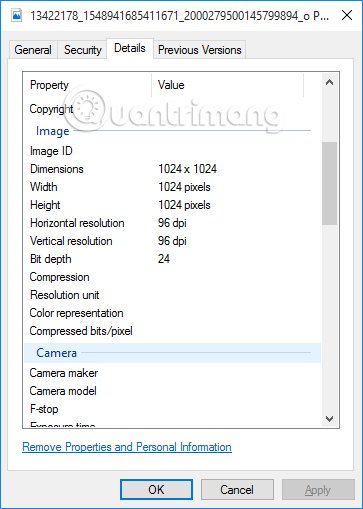 13422178_1548941685411671_2000279500145799894_o P...
General Security Details Previous Versions
Property Value
Copyright
Quantrimang
Image
Image ID
Dimensions 1024 x 1024
Width 1024 pixels
Height 1024 pixels
Horizontal resolution 96 dpi
Vertical resolution 96 dpi
Bit depth 24
Compression
Resolution unit
Color representation
Compressed bits/pixel
Camera
Camera maker
Camera model
F-stop
Exposure time
Remove Properties and Personal Information
OK Cancel Apply